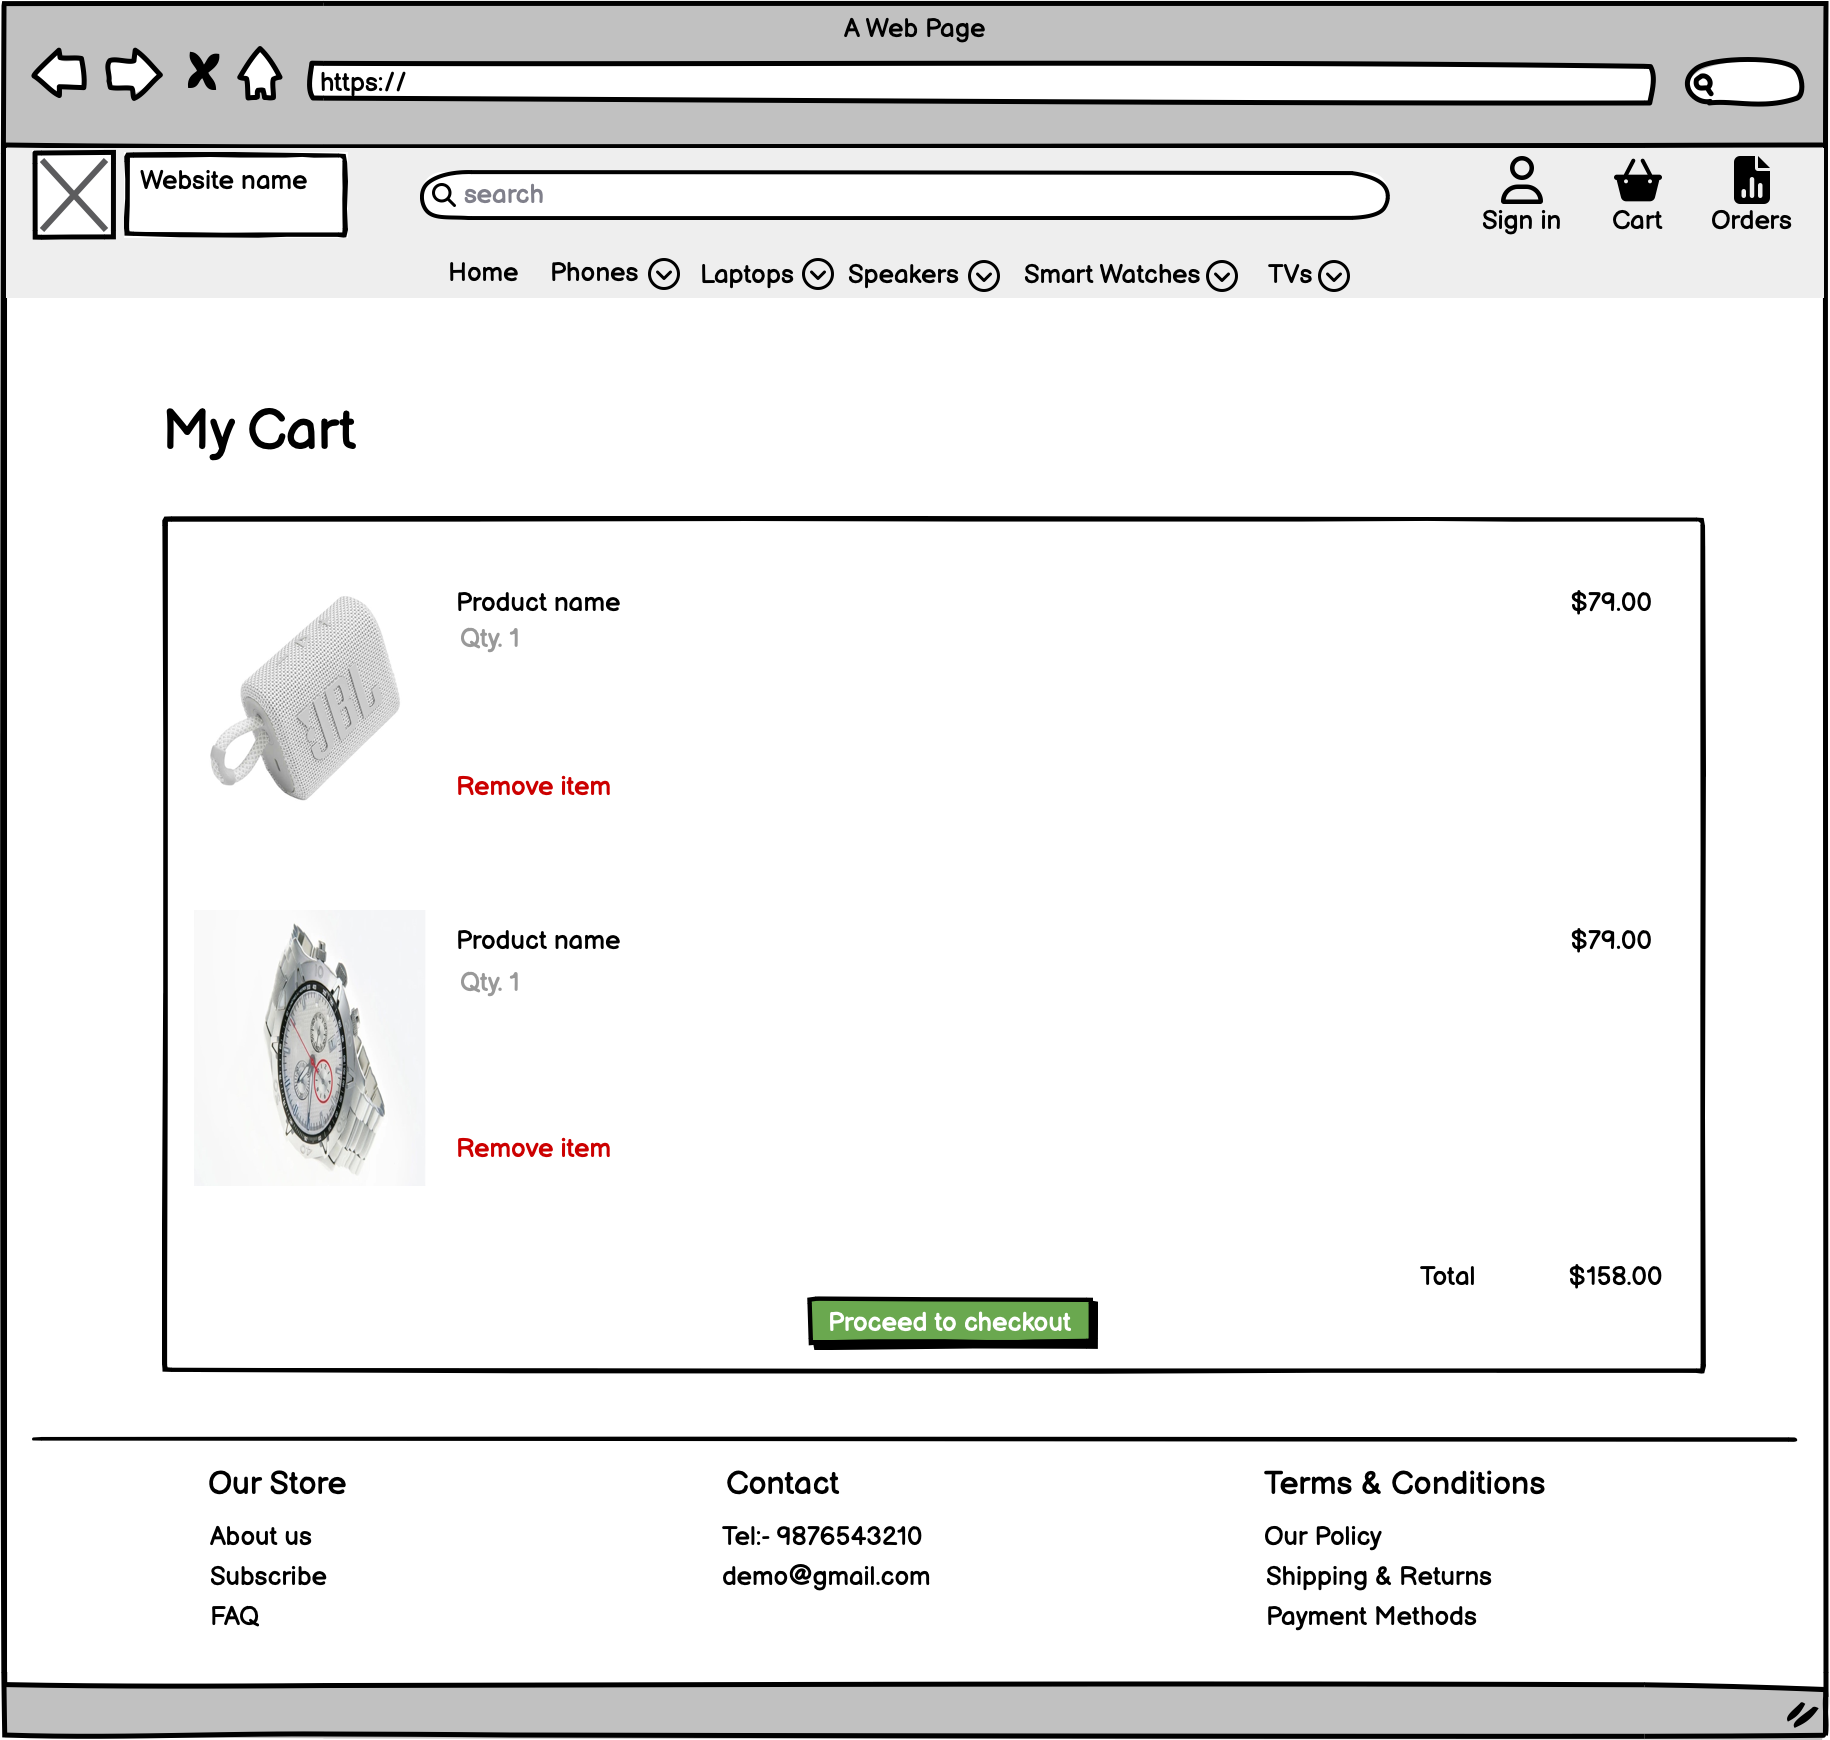 A Web Page
https://
Website name
search
Sign in Cart Orders
Home Phones Laptops Speakers Smart Watches TVs
My Cart
Product name $79.00
Qty. 1
JBL
Remove item
Product name $79.00
Qty. 1
Remove item
Total $158.00
Proceed to checkout
Our Store Contact Terms & Conditions
About us Tel:- 9876543210 Our Policy
Subscribe demo@gmail.com Shipping & Returns
FAQ Payment Methods